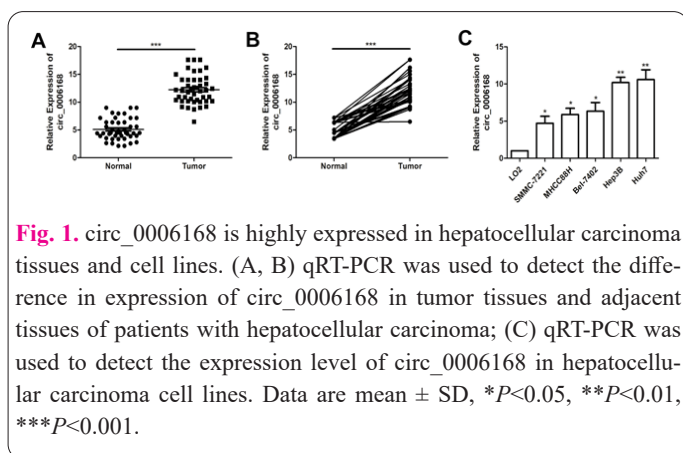 A
B
C
***
***
Relative Expression of
circ_0006168
20
15
10
5
0
Normal
Tumor
Relative Expression of
circ_0006168
20
15
10
5
0
Normal
Tumor
Relative Expression of
circ_0006168
15
10
5
0
*
*
*
**
**
LO2
SMMC-7221
MHCC88H
Bel-7402
Hep3B
Huh7
Fig. 1. circ_0006168 is highly expressed in hepatocellular carcinoma
tissues and cell lines. (A, B) qRT-PCR was used to detect the diffe-
rence in expression of circ_0006168 in tumor tissues and adjacent
tissues of patients with hepatocellular carcinoma; (C) qRT-PCR was
used to detect the expression level of circ_0006168 in hepatocellu-
lar carcinoma cell lines. Data are mean ± SD, *P<0.05, **P<0.01,
***P<0.001.